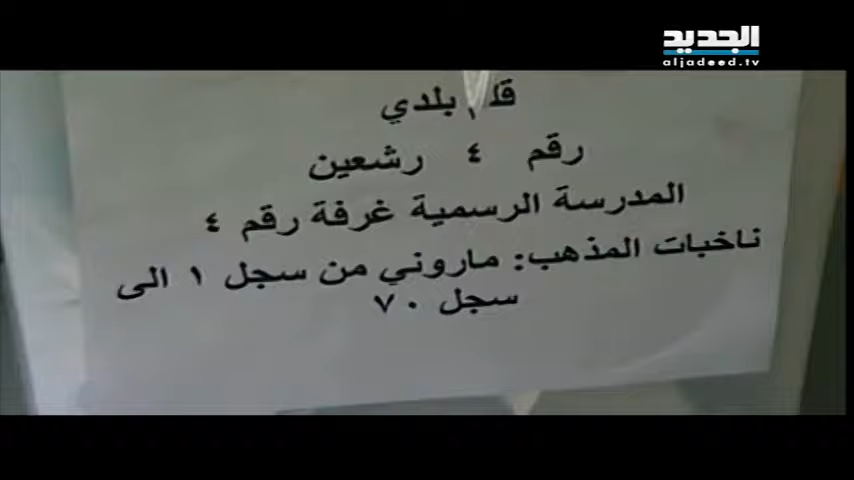 الجديد
aljadeed.tv
بلدي
رقم ٤ رشعين
المدرسة الرسمية غرفة رقم ٤
ناخبات المذهب: ماروني من سجل ١ الى
سجل ٧٠